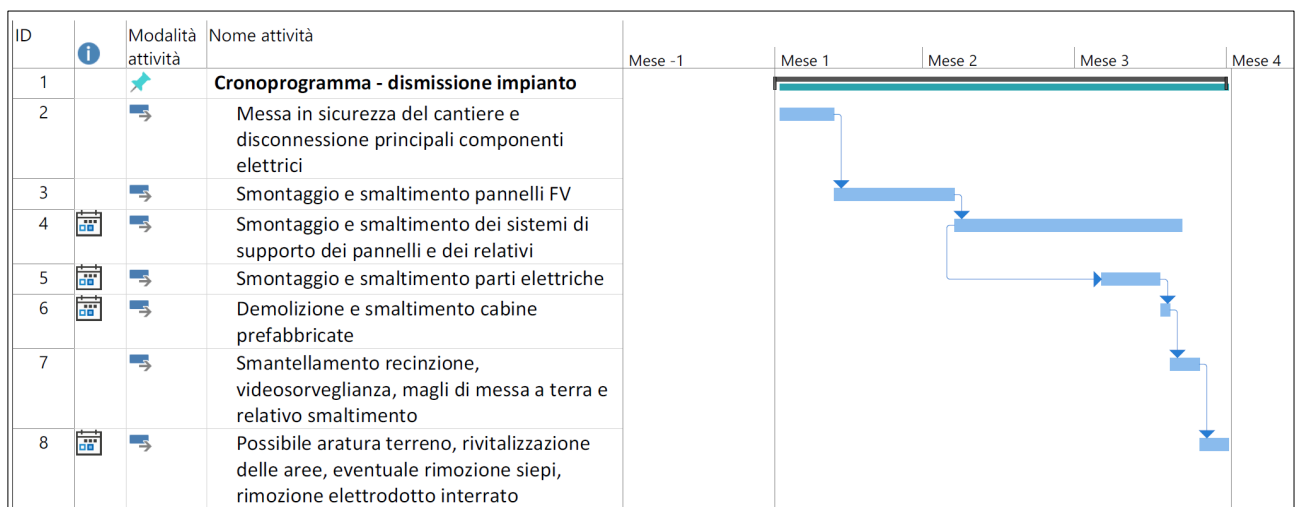 ID
Modalità
attività
Nome attività
Mese -1
Mese 1
Mese 2
Mese 3
Mese 4
1
Cronoprogramma - dismissione impianto
2
Messa in sicurezza del cantiere e
disconnessione principali componenti
elettrici
3
Smontaggio e smaltimento pannelli FV
4
Smontaggio e smaltimento dei sistemi di
supporto dei pannelli e dei relativi
5
Smontaggio e smaltimento parti elettriche
6
Demolizione e smaltimento cabine
prefabbricate
7
Smantellamento recinzione,
videosorveglianza, magli di messa a terra e
relativo smaltimento
8
Possibile aratura terreno, rivitalizzazione
delle aree, eventuale rimozione siepi,
rimozione elettrodotto interrato